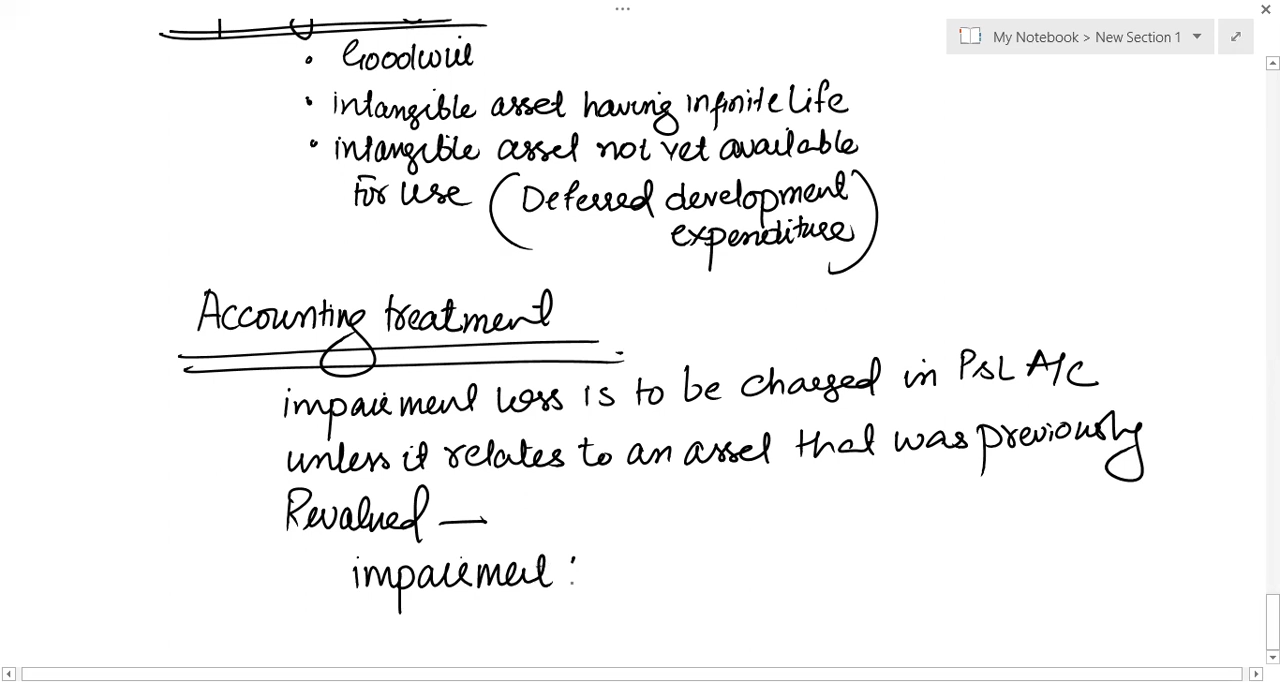 ...
My Notebook > New Section 1
• Goodwill
• intangible asset having infinite life
• intangible asset not yet available
for use (Deferred development
expenditure)
Accounting treatment
impairment loss is to be charged in P&L A/C
unless it relates to an asset that was previously
Revalued —
impairment :